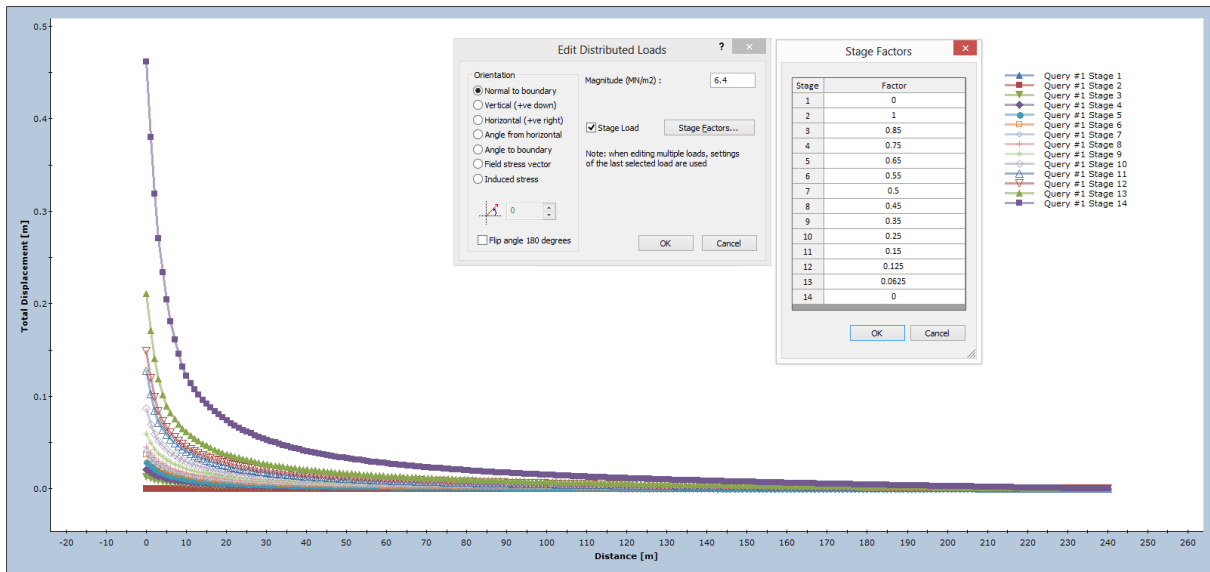 0.5
0.4
0.3
0.2
0.1
0.0
Total Displacement [m]
-20 -10 0 10 20 30 40 50 60 70 80 90 100 110 120 130 140 150 160 170 180 190 200 210 220 230 240 250 260
Distance [m]
Edit Distributed Loads ? ×
Orientation
Normal to boundary
Vertical (+ve down)
Horizontal (+ve right)
Angle from horizontal
Angle to boundary
Field stress vector
Induced stress
0
Flip angle 180 degrees
Magnitude (MN/m2) : 6.4
Stage Load Stage Factors...
Note: when editing multiple loads, settings
of the last selected load are used
OK Cancel
Stage Factors ×
Stage Factor
1 0
2 1
3 0.85
4 0.75
5 0.65
6 0.55
7 0.5
8 0.45
9 0.35
10 0.25
11 0.15
12 0.125
13 0.0625
14 0
OK Cancel
Query #1 Stage 1
Query #1 Stage 2
Query #1 Stage 3
Query #1 Stage 4
Query #1 Stage 5
Query #1 Stage 6
Query #1 Stage 7
Query #1 Stage 8
Query #1 Stage 9
Query #1 Stage 10
Query #1 Stage 11
Query #1 Stage 12
Query #1 Stage 13
Query #1 Stage 14